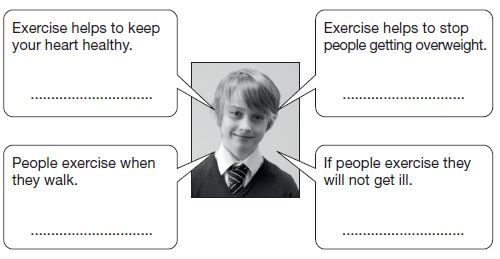 Exercise helps to keep
your heart healthy.
..............................
Exercise helps to stop
people getting overweight.
..............................
People exercise when
they walk.
..............................
If people exercise they
will not get ill.
..............................